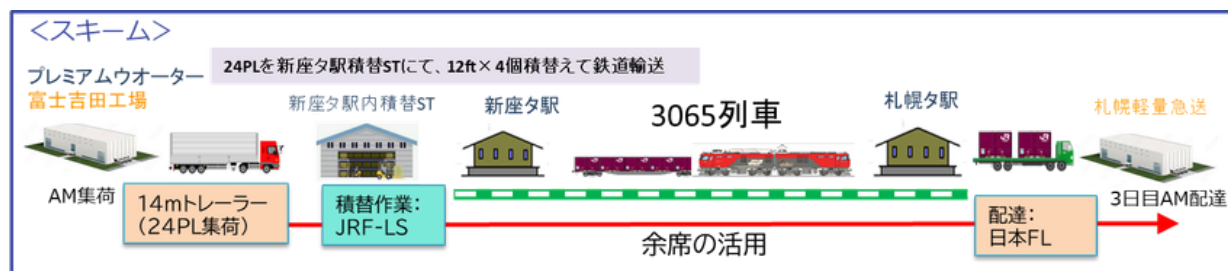 ＜スキーム＞
24PLを新座タ駅積替STにて、12ft×4個積替えて鉄道輸送
プレミアムウオーター
富士吉田工場
新座タ駅内積替ST
新座タ駅
3065列車
札幌タ駅
札幌軽量急送
AM集荷
14mトレーラー
(24PL集荷)
積替作業：
JRF-LS
余席の活用
配達：
日本FL
3日目AM配達